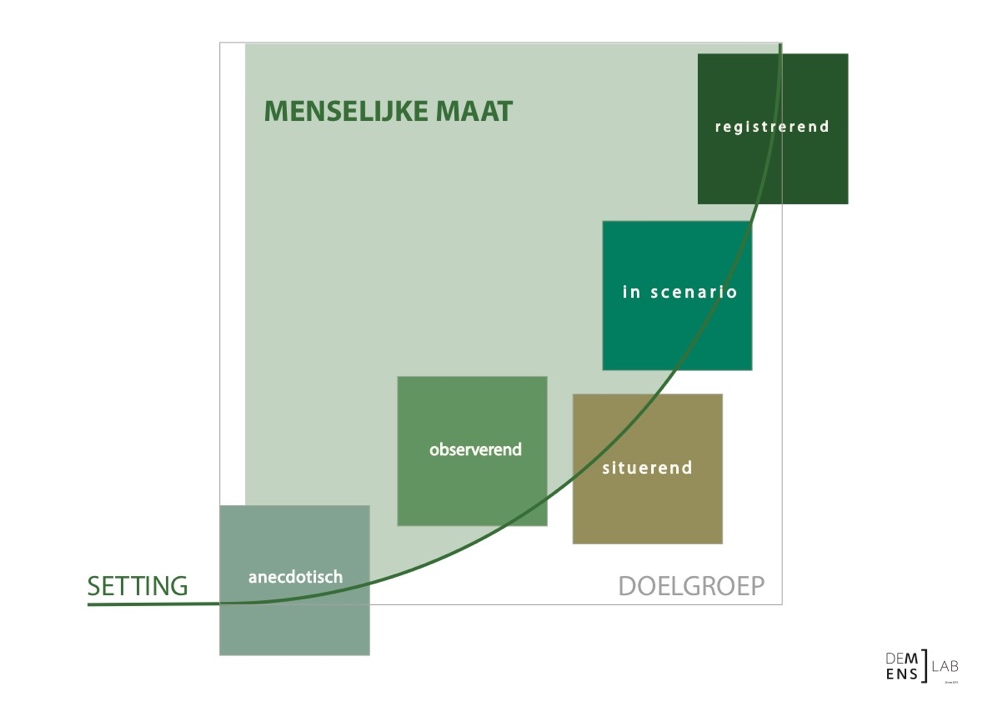 MENSELIJKE MAAT
registrerend
in scenario
observerend
situerend
anecdotisch
SETTING
DOELGROEP
DEM
ENS] LAB